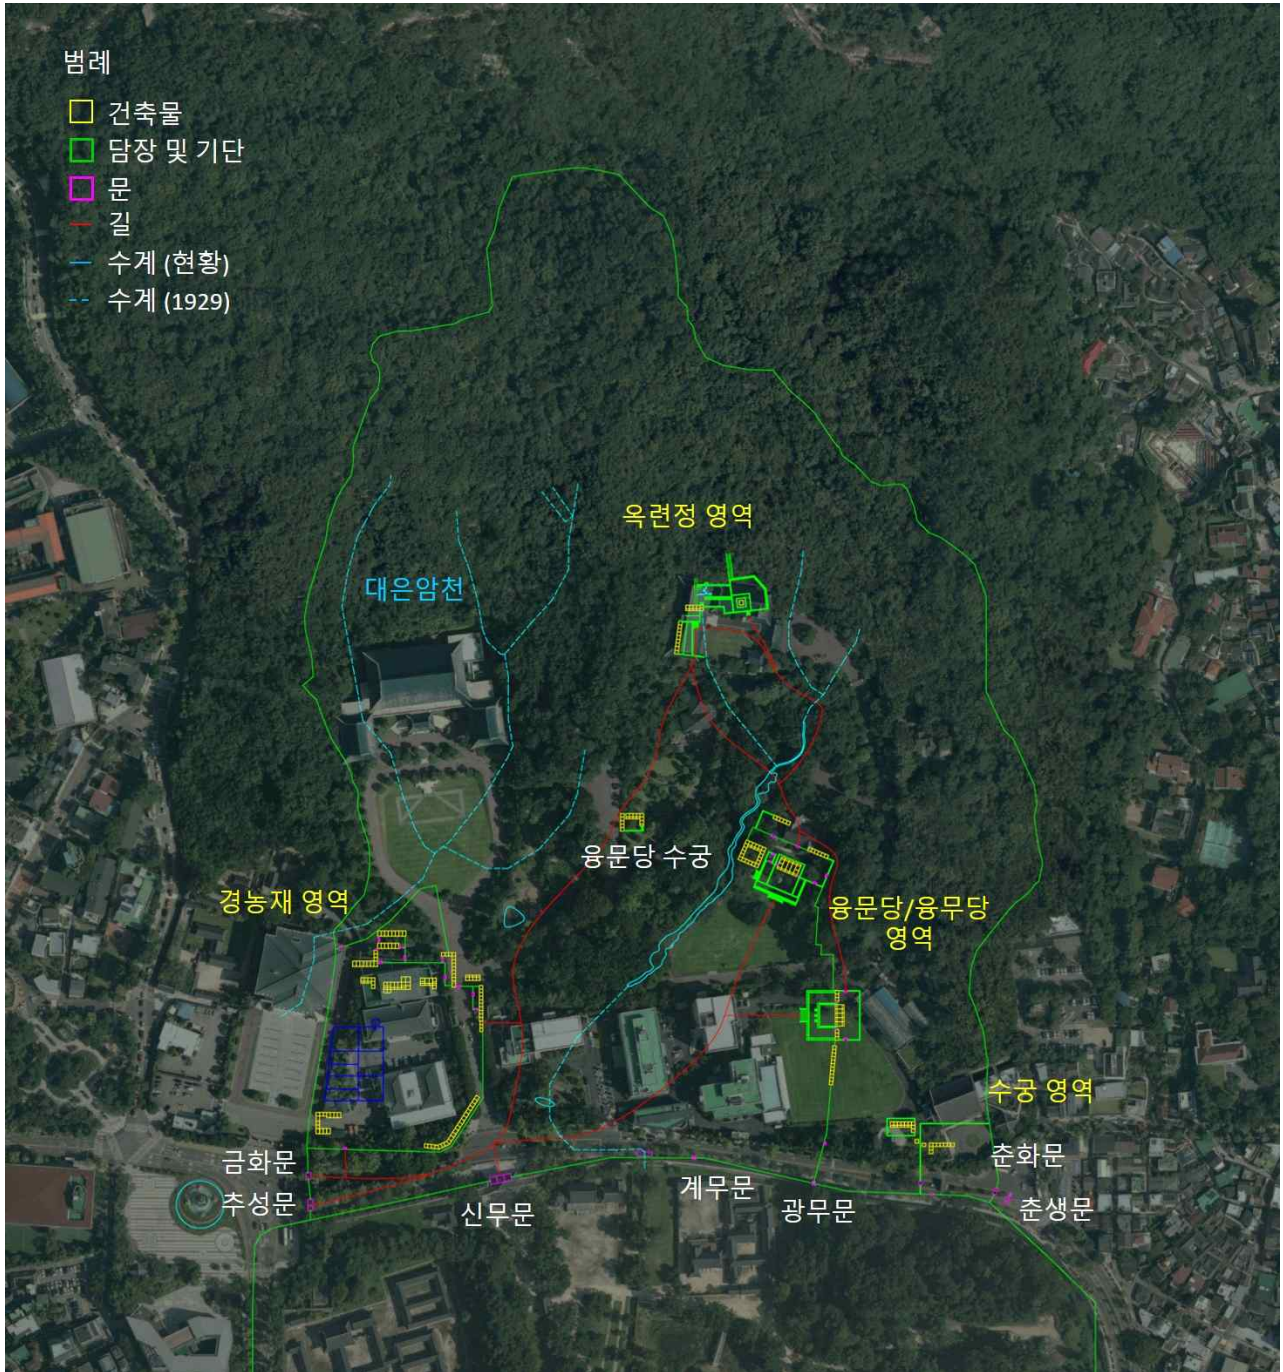 범례
건축물
담장 및 기단
문
길
수계 (현황)
수계 (1929)
옥련정 영역
대은암천
융문당 수궁
경농재 영역
융문당/융무당
영역
수궁 영역
금화문
춘화문
추성문
신무문
계무문
광무문
춘생문